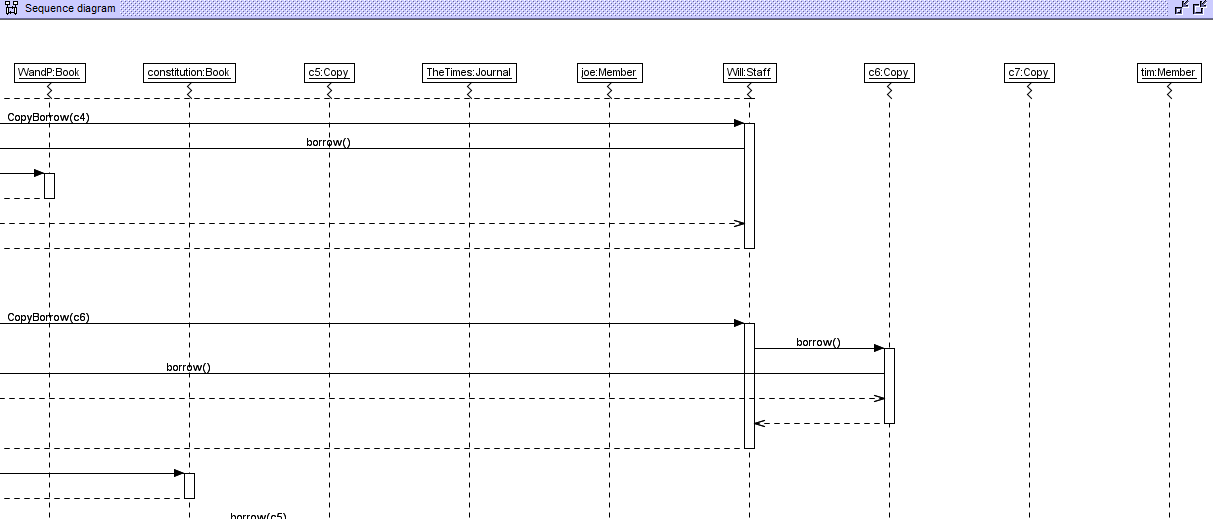 Sequence diagram
WandP:Book constitution:Book c5:Copy TheTimes:Journal joe:Member Will:Staff c6:Copy c7:Copy tim:Member
CopyBorrow(c4)
borrow()
CopyBorrow(c6)
borrow()
borrow()
borrow(c5)